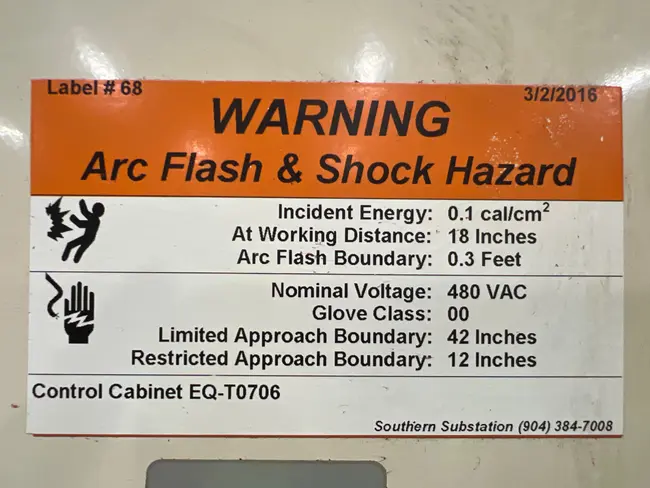 Label # 68 3/2/2016
WARNING
Arc Flash & Shock Hazard
Incident Energy: 0.1 cal/cm²
At Working Distance: 18 Inches
Arc Flash Boundary: 0.3 Feet
Nominal Voltage: 480 VAC
Glove Class: 00
Limited Approach Boundary: 42 Inches
Restricted Approach Boundary: 12 Inches
Control Cabinet EQ-T0706
Southern Substation (904) 384-7008